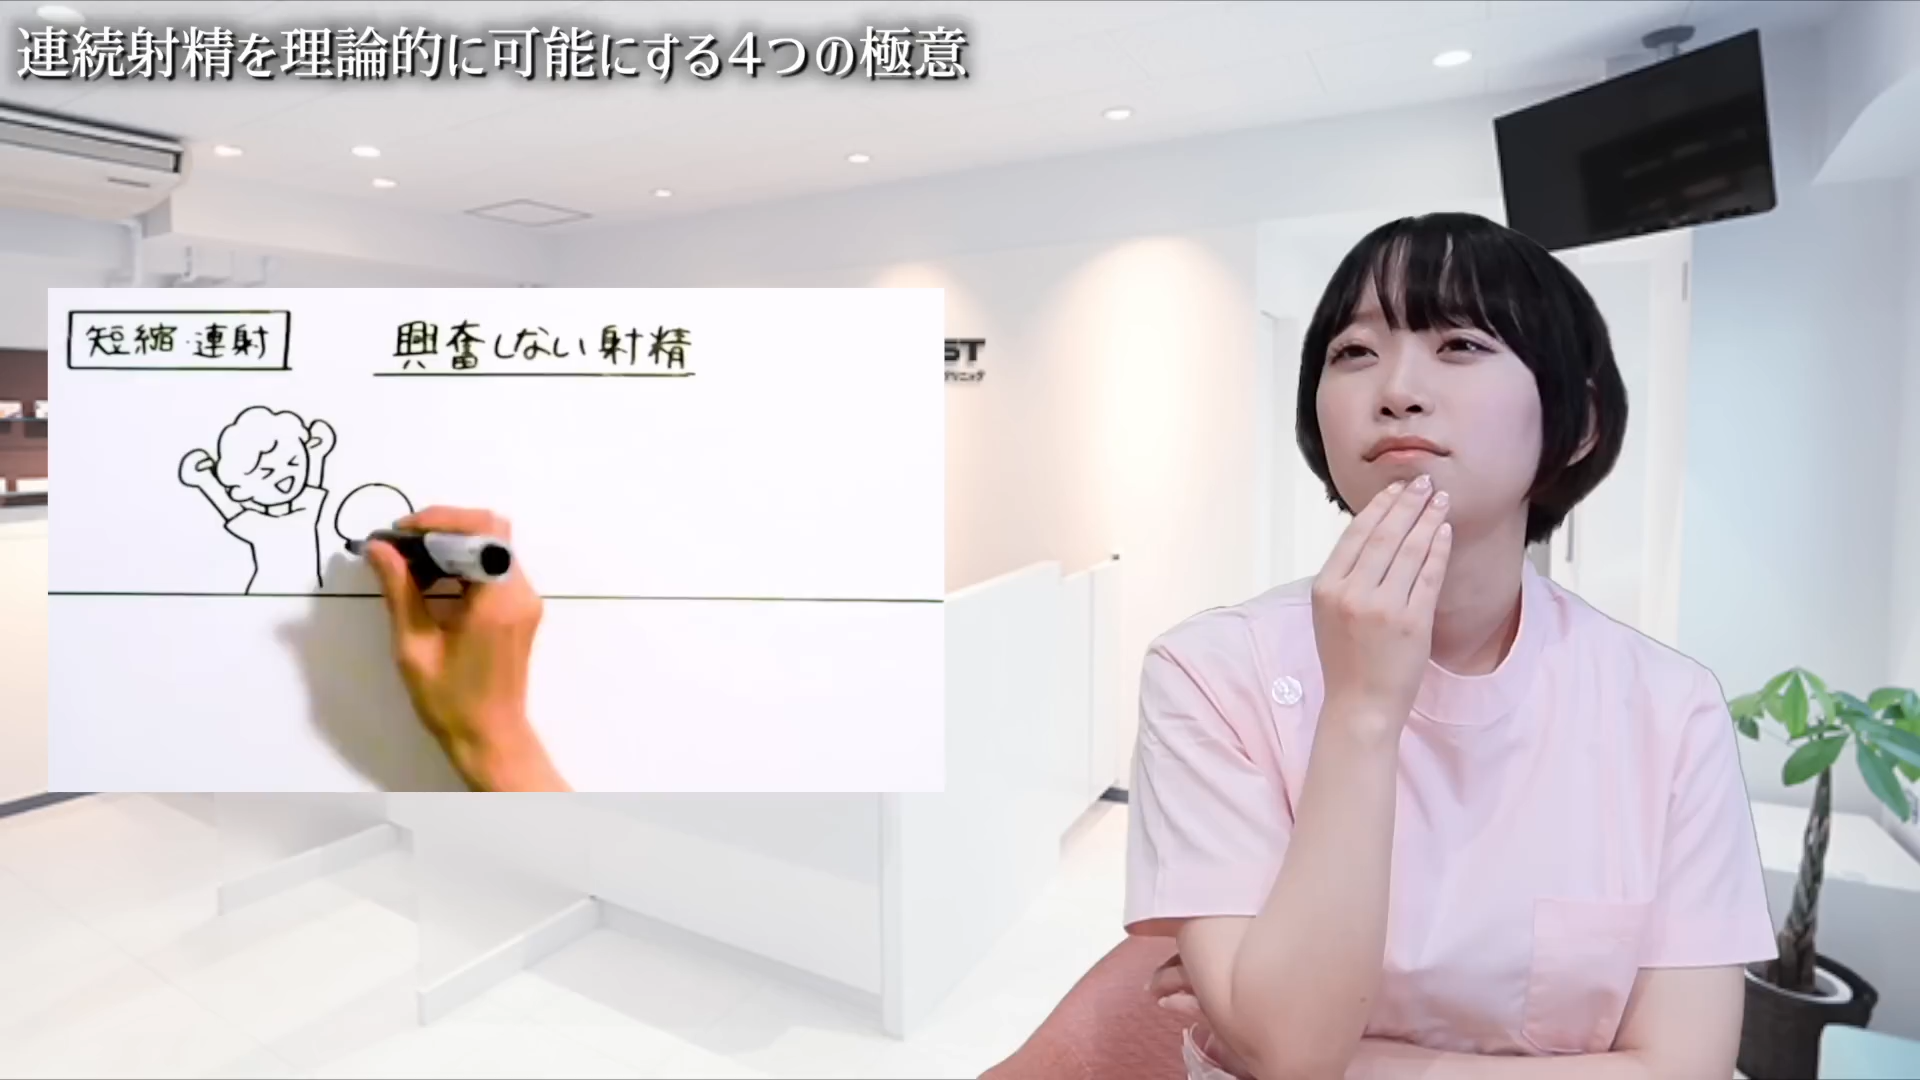 連続射精を理論的に可能にする4つの極意
短縮・連射
興奮しない射精
ST